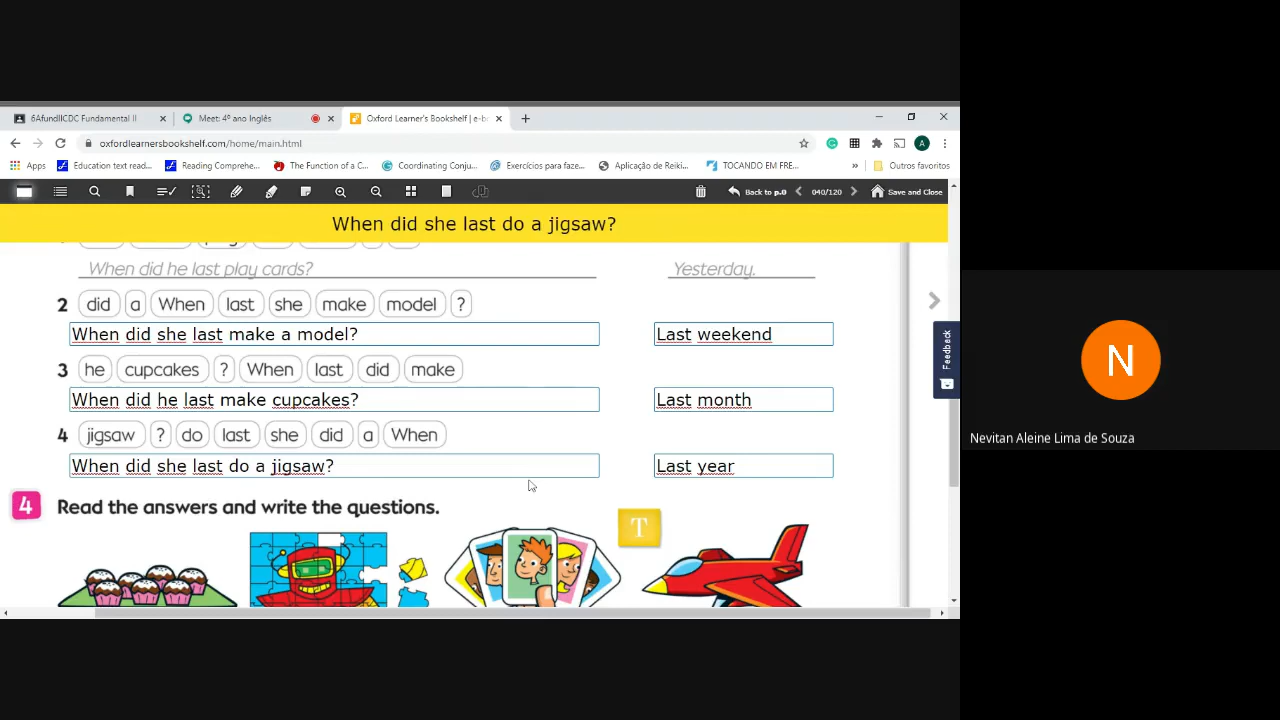 6AfundIICDC Fundamental II
Meet: 4º ano Inglês
Oxford Learner's Bookshelf | e-b
oxfordlearnersbookshelf.com/home/main.html
A
Apps
Education text read...
Reading Comprehe...
The Function of a C...
Coordinating Conju...
Exercícios para faze...
Aplicação de Reiki...
TOCANDO EM FRE...
»
Outros favoritos
Back to p.0
040/120
Save and Close
When did she last do a jigsaw?
When did he last play cards? Yesterday.
2 did a When last she make model ?
When did she last make a model? Last weekend
3 he cupcakes ? When last did make
When did he last make cupcakes? Last month
4 jigsaw ? do last she did a When
When did she last do a jigsaw? Last year
4 Read the answers and write the questions.
T
Feedback
N
Nevitan Aleine Lima de Souza